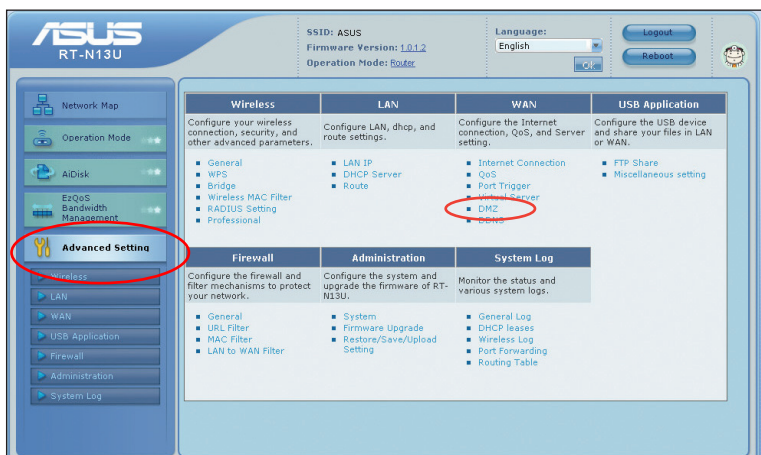 ASUS
RT-N13U
SSID: ASUS
Firmware Version: 1.0.1.2
Operation Mode: Router
Language:
English
Logout
Reboot
Network Map
Operation Mode
AiDisk
EzQoS
Bandwidth
Management
Advanced Setting
Wireless
LAN
WAN
USB Application
Firewall
Administration
System Log
Wireless
Configure your wireless
connection, security, and
other advanced parameters.
General
WPS
Bridge
Wireless MAC Filter
RADIUS Setting
Professional
LAN
Configure LAN, dhcp, and
route settings.
LAN IP
DHCP Server
Route
WAN
Configure the Internet
connection, QoS, and Server
setting.
Internet Connection
QoS
Port Trigger
Virtual Server
DMZ
DDNS
USB Application
Configure the USB device
and share your files in LAN
or WAN.
FTP Share
Miscellaneous setting
Firewall
Configure the firewall and
filter mechanisms to protect
your network.
General
URL Filter
MAC Filter
LAN to WAN Filter
Administration
Configure the system and
upgrade the firmware of RT-
N13U.
System
Firmware Upgrade
Restore/Save/Upload
Setting
System Log
Monitor the status and
various system logs.
General Log
DHCP leases
Wireless Log
Port Forwarding
Routing Table